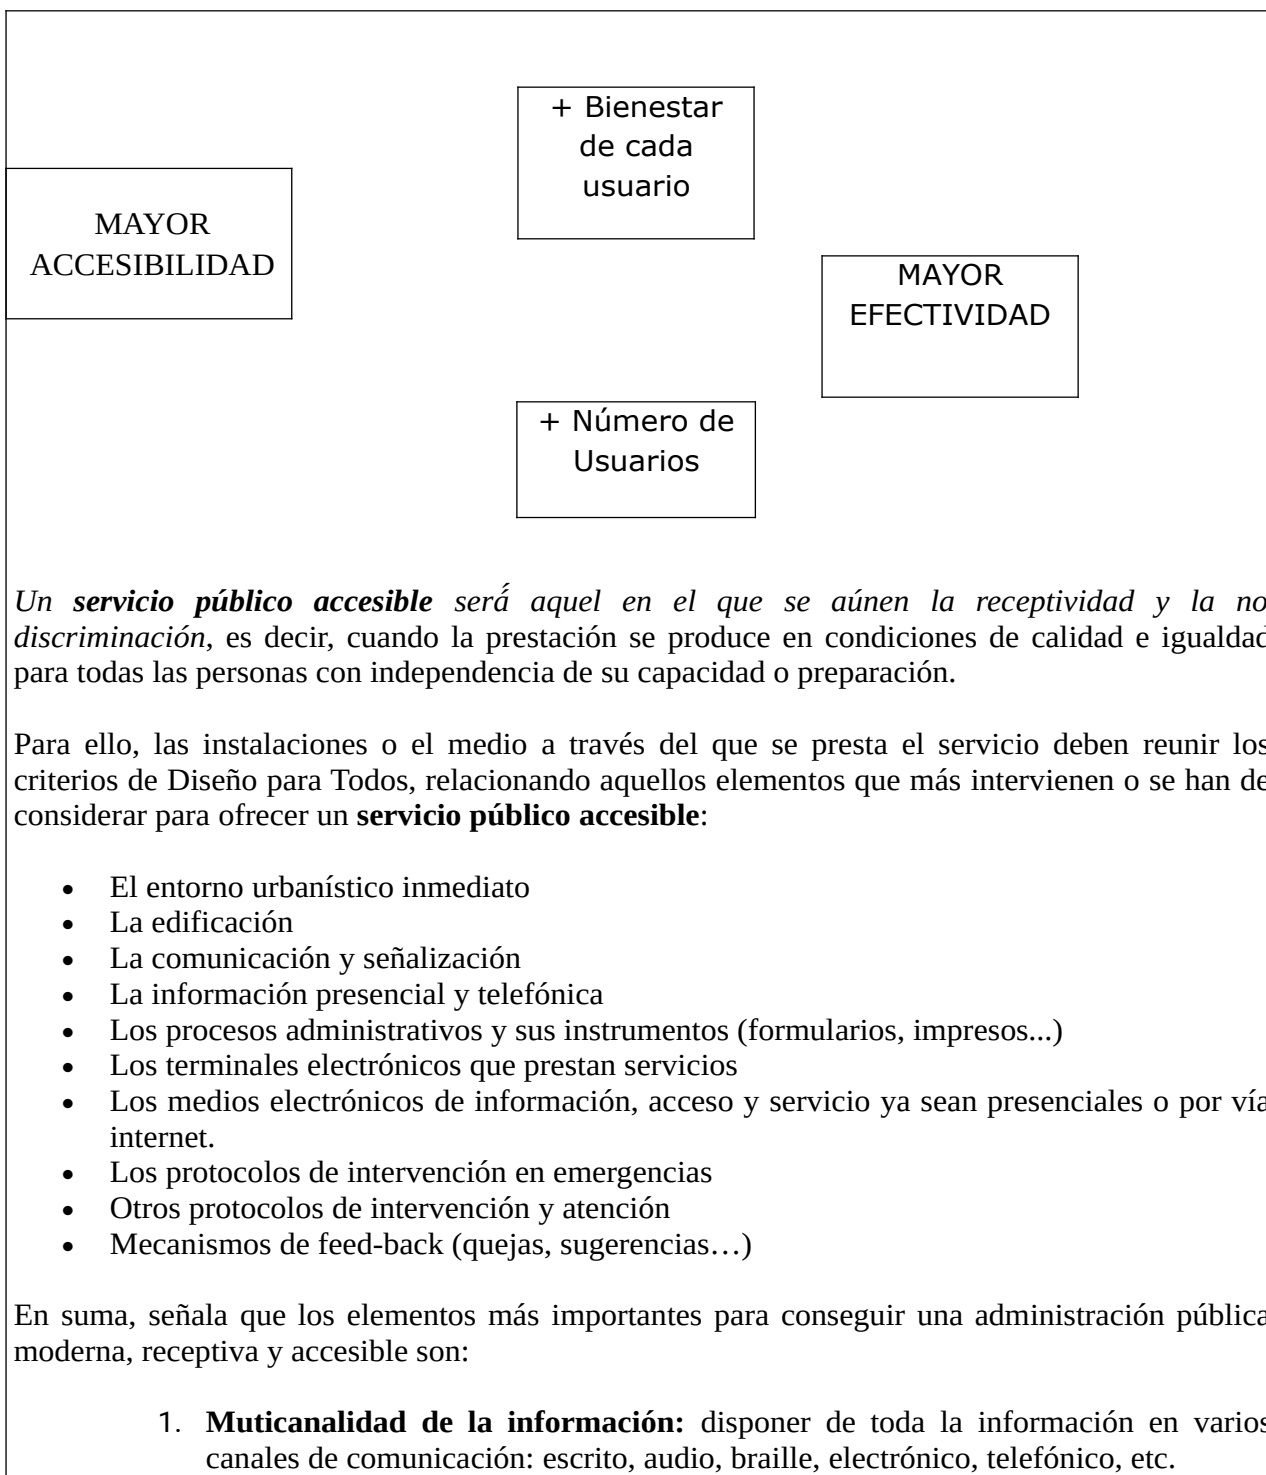 + Bienestar
de cada
usuario
MAYOR
ACCESIBILIDAD
MAYOR
EFECTIVIDAD
+ Número de
Usuarios
Un servicio público accesible será́ aquel en el que se aúnen la receptividad y la no
discriminación, es decir, cuando la prestación se produce en condiciones de calidad e igualdad
para todas las personas con independencia de su capacidad o preparación.
Para ello, las instalaciones o el medio a través del que se presta el servicio deben reunir los
criterios de Diseño para Todos, relacionando aquellos elementos que más intervienen o se han de
considerar para ofrecer un servicio público accesible:
• El entorno urbanístico inmediato
• La edificación
• La comunicación y señalización
• La información presencial y telefónica
• Los procesos administrativos y sus instrumentos (formularios, impresos...)
• Los terminales electrónicos que prestan servicios
• Los medios electrónicos de información, acceso y servicio ya sean presenciales o por vía
internet.
• Los protocolos de intervención en emergencias
• Otros protocolos de intervención y atención
• Mecanismos de feed-back (quejas, sugerencias…)
En suma, señala que los elementos más importantes para conseguir una administración pública
moderna, receptiva y accesible son:
1. Muticanalidad de la información: disponer de toda la información en varios
canales de comunicación: escrito, audio, braille, electrónico, telefónico, etc.